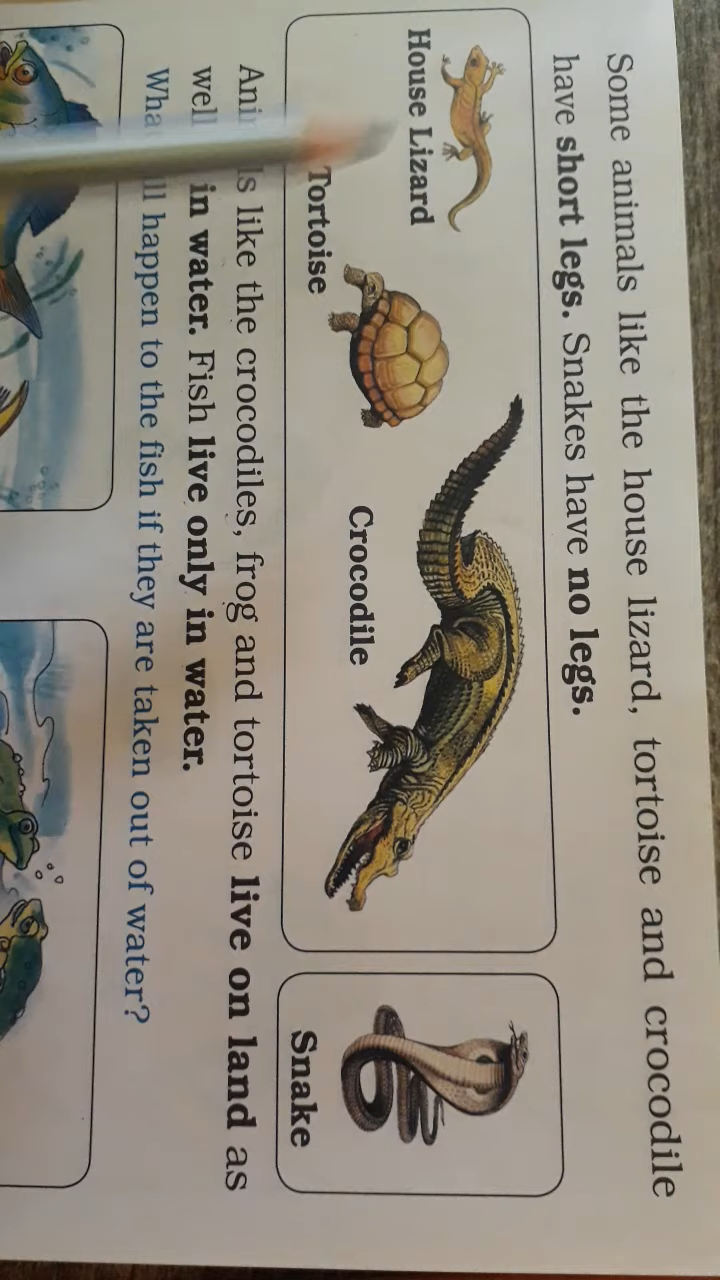 Some animals like the house lizard, tortoise and crocodile
have short legs. Snakes have no legs.
House Lizard
Tortoise
Crocodile
Snake
like the crocodiles, frog and tortoise live on land as
well in water. Fish live only in water.
happen to the fish if they are taken out of water?